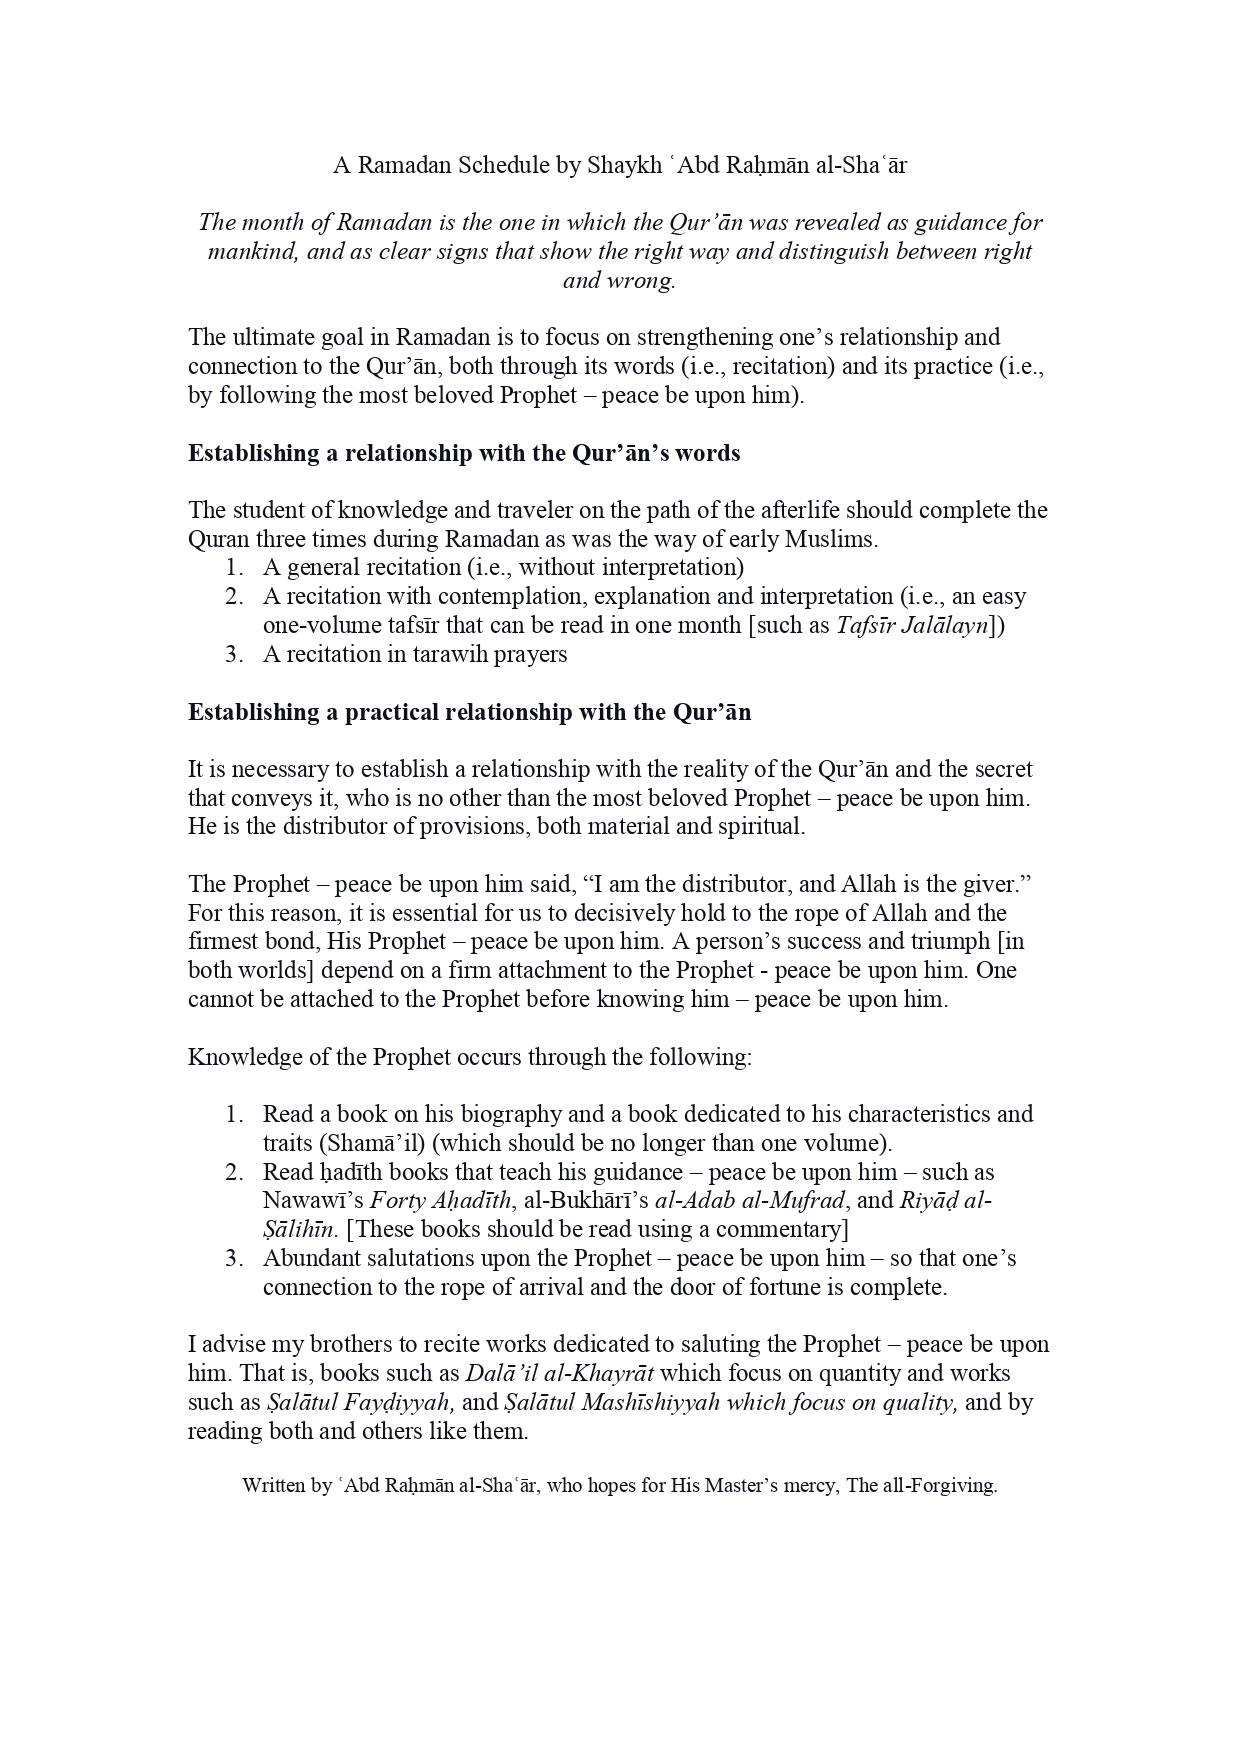 A Ramadan Schedule by Shaykh ʿAbd Raḥmān al-Shaʿār
The month of Ramadan is the one in which the Qur’ān was revealed as guidance for
mankind, and as clear signs that show the right way and distinguish between right
and wrong.
The ultimate goal in Ramadan is to focus on strengthening one’s relationship and
connection to the Qur’ān, both through its words (i.e., recitation) and its practice (i.e.,
by following the most beloved Prophet – peace be upon him).
Establishing a relationship with the Qur’ān’s words
The student of knowledge and traveler on the path of the afterlife should complete the
Quran three times during Ramadan as was the way of early Muslims.
1. A general recitation (i.e., without interpretation)
2. A recitation with contemplation, explanation and interpretation (i.e., an easy
one-volume tafsīr that can be read in one month [such as Tafsīr Jalālayn])
3. A recitation in tarawih prayers
Establishing a practical relationship with the Qur’ān
It is necessary to establish a relationship with the reality of the Qur’ān and the secret
that conveys it, who is no other than the most beloved Prophet – peace be upon him.
He is the distributor of provisions, both material and spiritual.
The Prophet – peace be upon him said, “I am the distributor, and Allah is the giver.”
For this reason, it is essential for us to decisively hold to the rope of Allah and the
firmest bond, His Prophet – peace be upon him. A person’s success and triumph [in
both worlds] depend on a firm attachment to the Prophet - peace be upon him. One
cannot be attached to the Prophet before knowing him – peace be upon him.
Knowledge of the Prophet occurs through the following:
1. Read a book on his biography and a book dedicated to his characteristics and
traits (Shamā’il) (which should be no longer than one volume).
2. Read ḥadīth books that teach his guidance – peace be upon him – such as
Nawawī’s Forty Aḥadīth, al-Bukhārī’s al-Adab al-Mufrad, and Riyāḍ al-
Ṣālihīn. [These books should be read using a commentary]
3. Abundant salutations upon the Prophet – peace be upon him – so that one’s
connection to the rope of arrival and the door of fortune is complete.
I advise my brothers to recite works dedicated to saluting the Prophet – peace be upon
him. That is, books such as Dalā’il al-Khayrāt which focus on quantity and works
such as Ṣalātul Fayḍiyyah, and Ṣalātul Mashīshiyyah which focus on quality, and by
reading both and others like them.
Written by ʿAbd Raḥmān al-Shaʿār, who hopes for His Master’s mercy, The all-Forgiving.